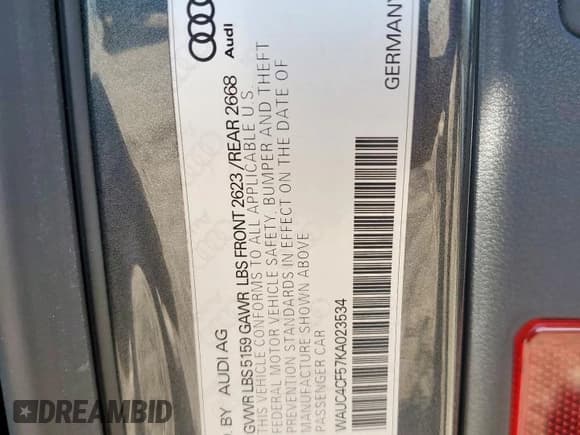 Audi
GERMANY
D BY AUDI AG
GVWR LBS 5159 GAWR LBS FRONT 2623 /REAR 2668
THIS VEHICLE CONFORMS TO ALL APPLICABLE U.S.
FEDERAL MOTOR VEHICLE SAFETY, BUMPER AND THEFT
PREVENTION STANDARDS IN EFFECT ON THE DATE OF
MANUFACTURE SHOWN ABOVE
PASSENGER CAR
WAUC4CF57KA023534
DREAMBID